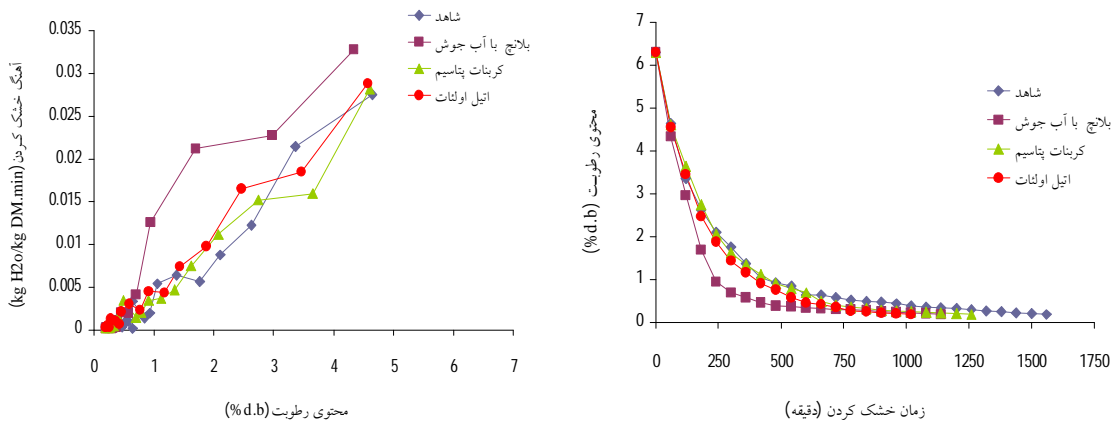 0.035
0.03
0.025
0.02
0.015
0.01
0.005
0
آهنگ خشک کردن (kg H2o/kg DM.min)
0 1 2 3 4 5 6 7
محتوی رطوبت (%d.b)
شاهد
بلانچ با آب جوش
کربنات پتاسیم
اتیل اولئات
7
6
5
4
3
2
1
0
محتوی رطوبت (%d.b)
0 250 500 750 1000 1250 1500 1750
زمان خشک کردن (دقیقه)
شاهد
بلانچ با آب جوش
کربنات پتاسیم
اتیل اولئات